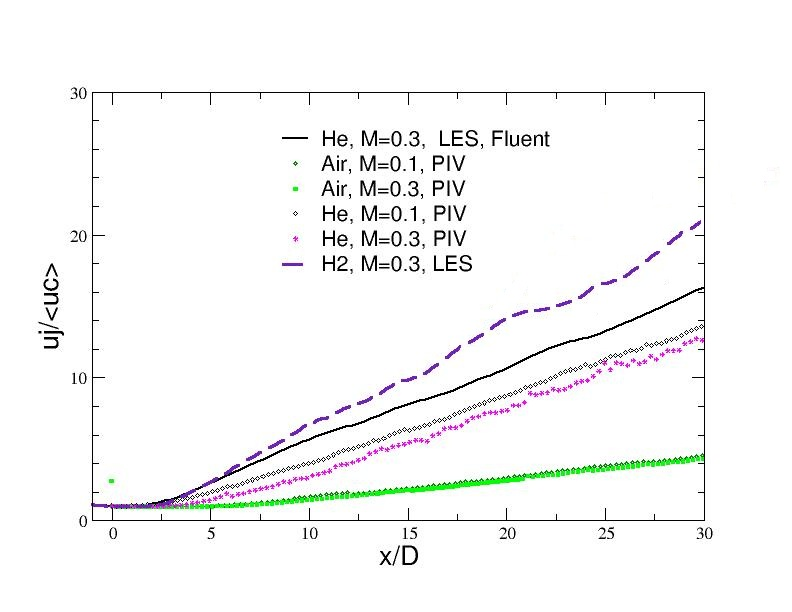 30
20
10
0
uj/<uc>
He, M=0.3, LES, Fluent
Air, M=0.1, PIV
Air, M=0.3, PIV
He, M=0.1, PIV
He, M=0.3, PIV
H2, M=0.3, LES
0 5 10 15 20 25 30
x/D